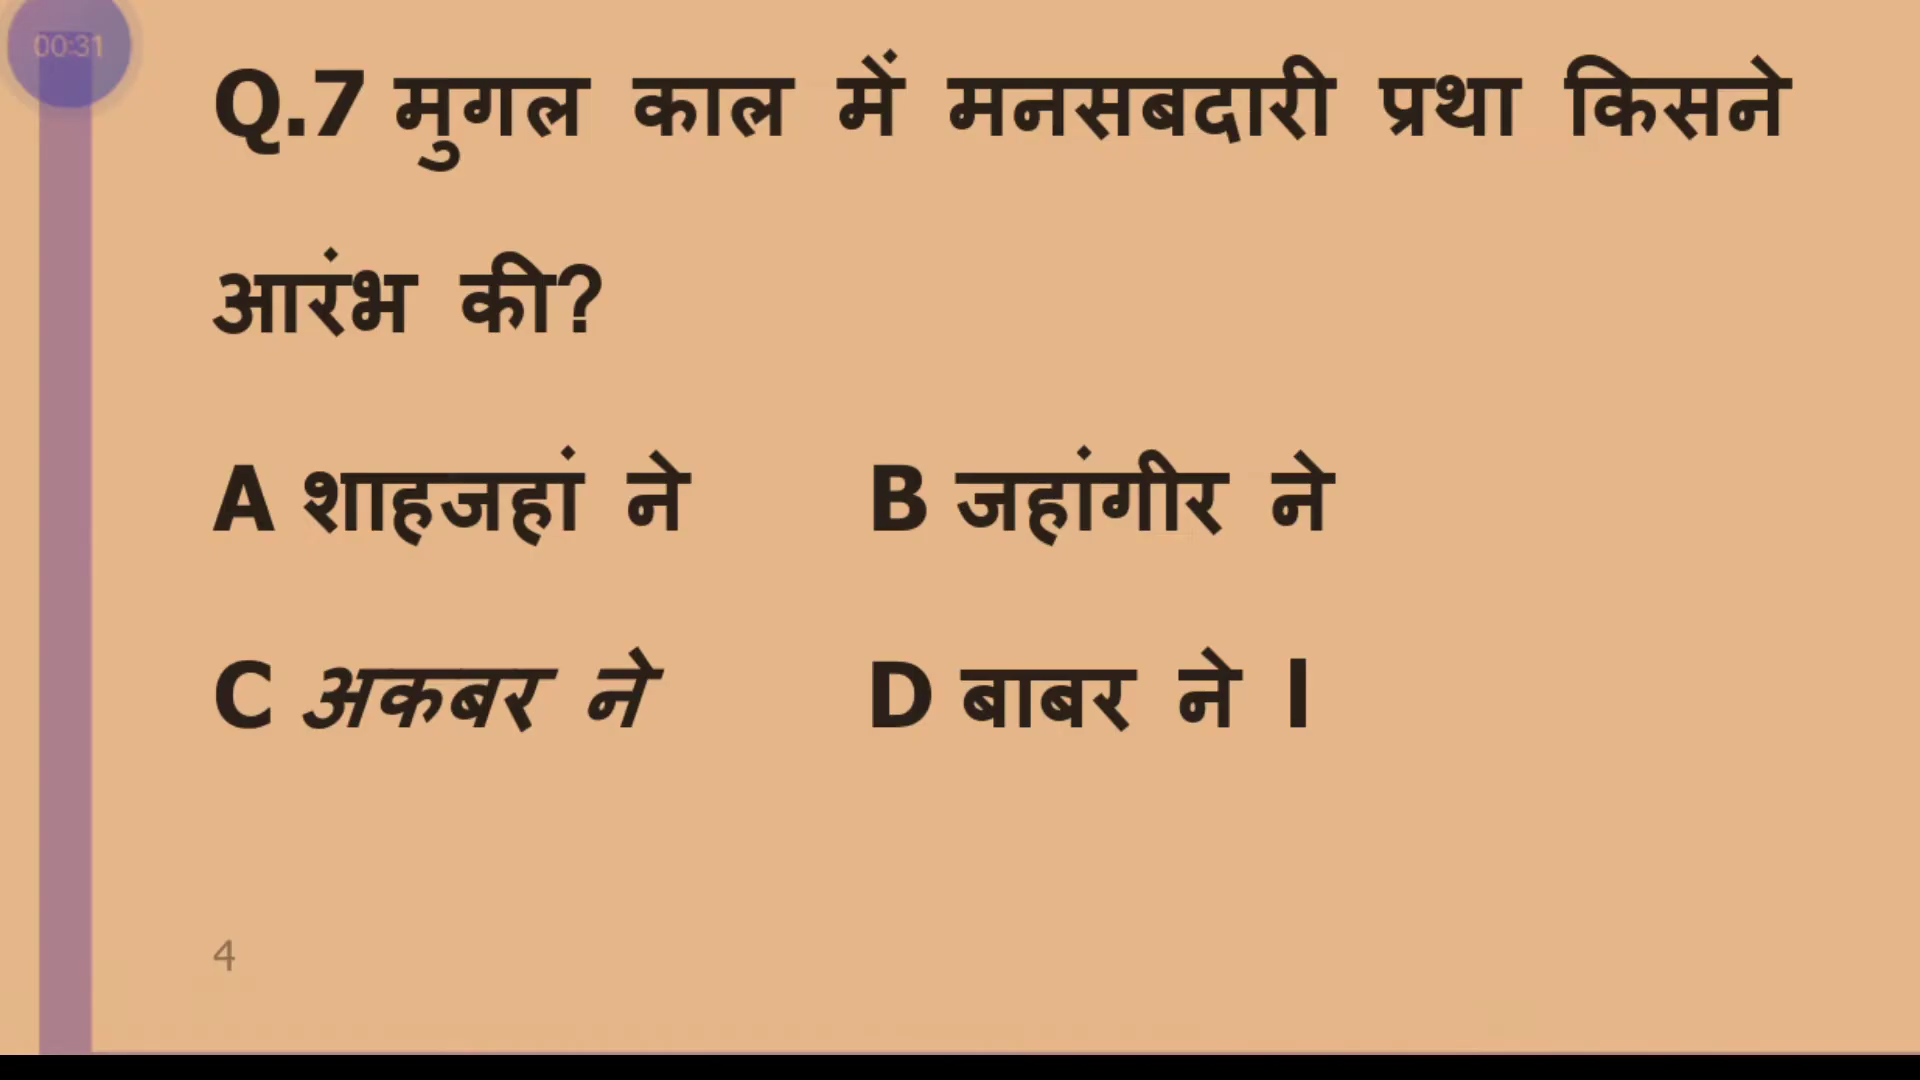 00:31
Q.7 मुगल काल में मनसबदारी प्रथा किसने
आरंभ की?
A शाहजहां ने B जहांगीर ने
C अकबर ने D बाबर ने l
4